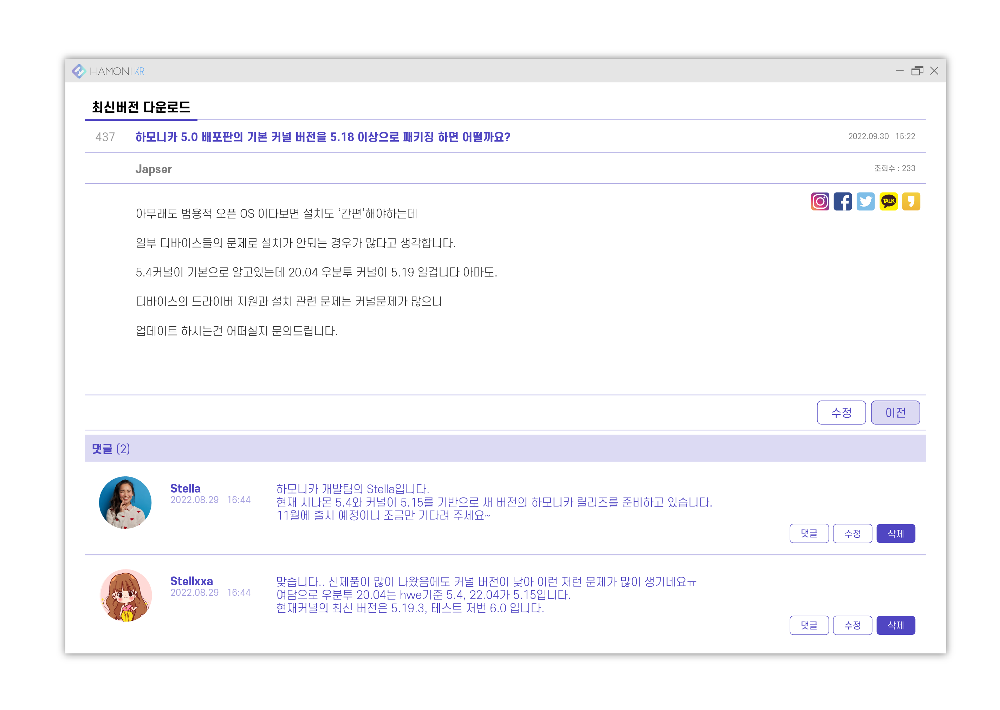 HAMONI KR
최신버전 다운로드
437 하모니카 5.0 배포판의 기본 커널 버전을 5.18 이상으로 패키징 하면 어떨까요? 2022.09.30 15:22
Japser 조회수 : 233
TALK
아무래도 범용적 오픈 OS 이다보면 설치도 ‘간편’해야하는데
일부 디바이스들의 문제로 설치가 안되는 경우가 많다고 생각합니다.
5.4커널이 기본으로 알고있는데 20.04 우분투 커널이 5.19 일겁니다 아마도.
디바이스의 드라이버 지원과 설치 관련 문제는 커널문제가 많으니
업데이트 하시는건 어떠실지 문의드립니다.
수정 이전
댓글 (2)
Stella
2022.08.29 16:44
하모니카 개발팀의 Stella입니다.
현재 시나몬 5.4와 커널이 5.15를 기반으로 새 버전의 하모니카 릴리즈를 준비하고 있습니다.
11월에 출시 예정이니 조금만 기다려 주세요~
댓글 수정 삭제
Stellxxa
2022.08.29 16:44
맞습니다.. 신제품이 많이 나왔음에도 커널 버전이 낮아 이런 저런 문제가 많이 생기네요ㅠ
여담으로 우분투 20.04는 hwe기준 5.4, 22.04가 5.15입니다.
현재커널의 최신 버전은 5.19.3, 테스트 저번 6.0 입니다.
댓글 수정 삭제